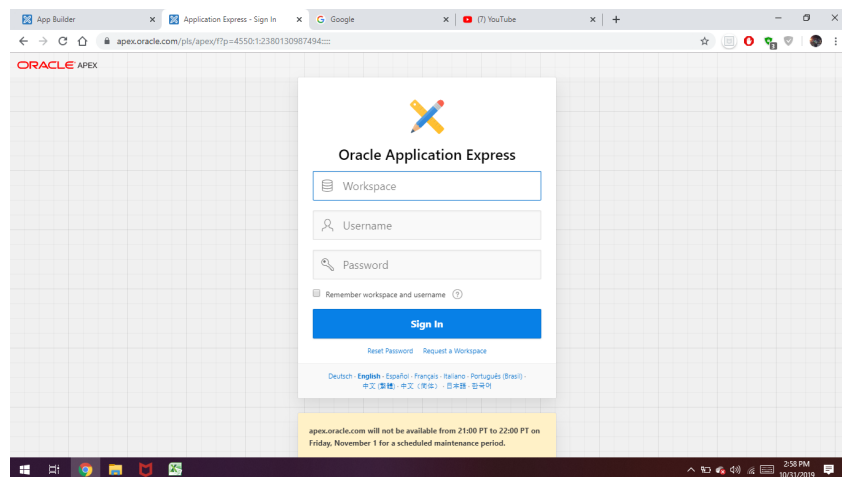 App Builder
Application Express - Sign In
Google
(7) YouTube
apex.oracle.com/pls/apex/f?p=4550:1:2380130987494:::::
ORACLE APEX
Oracle Application Express
Workspace
Username
Password
Remember workspace and username ?
Sign In
Reset Password Request a Workspace
Deutsch · English · Español · Français · Italiano · Português (Brasil) ·
中文 (繁體) · 中文（简体） · 日本語 · 한국어
apex.oracle.com will not be available from 21:00 PT to 22:00 PT on
Friday, November 1 for a scheduled maintenance period.
2:58 PM
10/31/2019